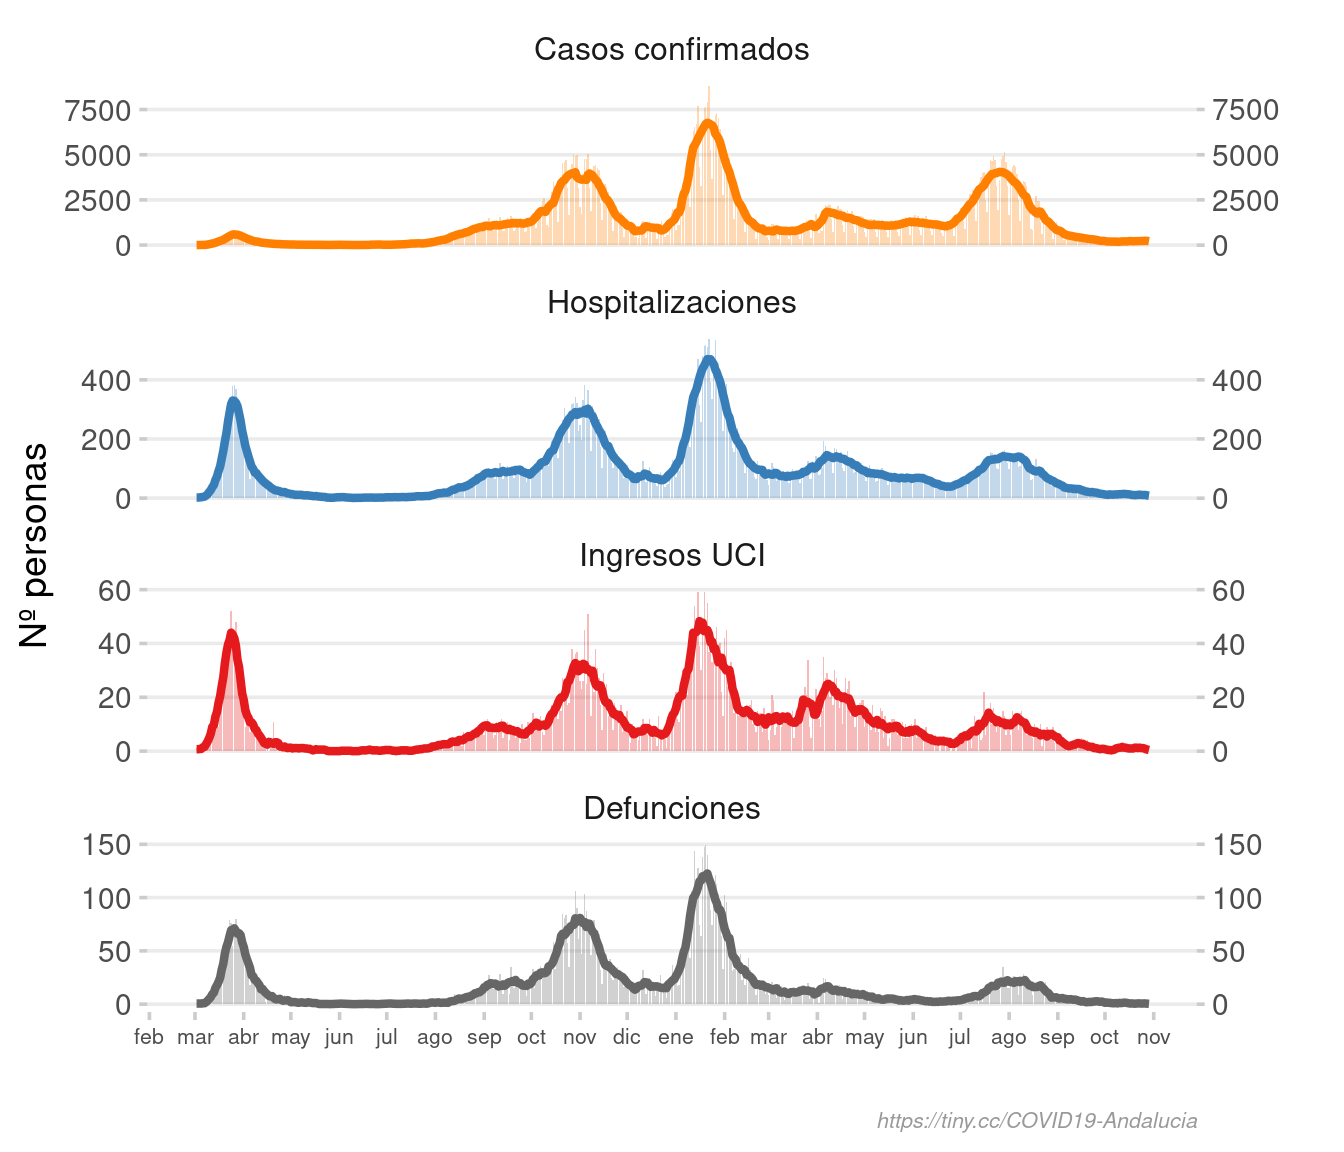 Casos confirmados
7500 7500
5000 5000
2500 2500
0 0
Hospitalizaciones
400 400
200 200
0 0
Nº personas
Ingresos UCI
60 60
40 40
20 20
0 0
Defunciones
150 150
100 100
50 50
0 0
feb mar abr may jun jul ago sep oct nov dic ene feb mar abr may jun jul ago sep oct nov
https://tiny.cc/COVID19-Andalucia